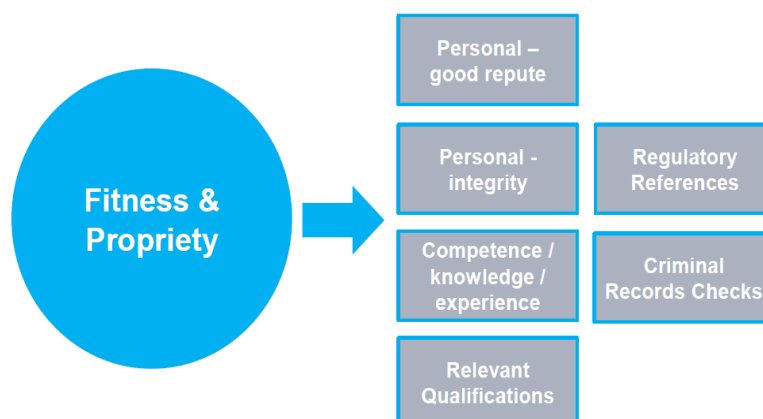 Fitness &
Propriety
Personal –
good repute
Personal -
integrity
Regulatory
References
Competence /
knowledge /
experience
Criminal
Records Checks
Relevant
Qualifications